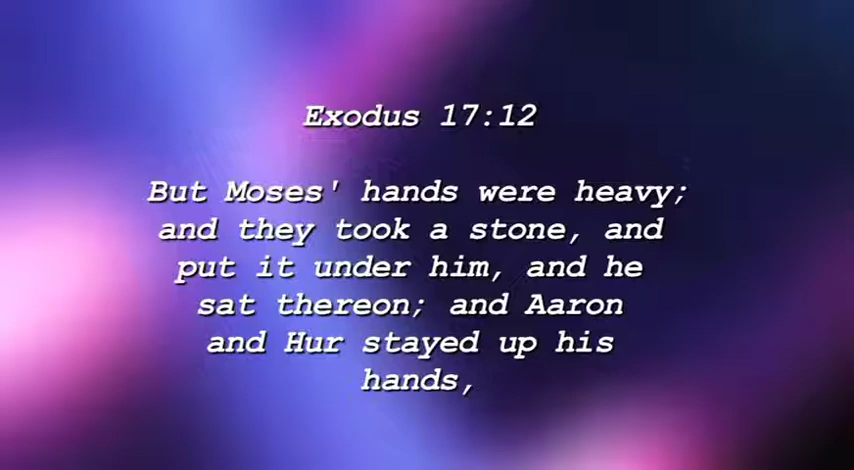 Exodus 17:12
But Moses' hands were heavy;
and they took a stone, and
put it under him, and he
sat thereon; and Aaron
and Hur stayed up his
hands,